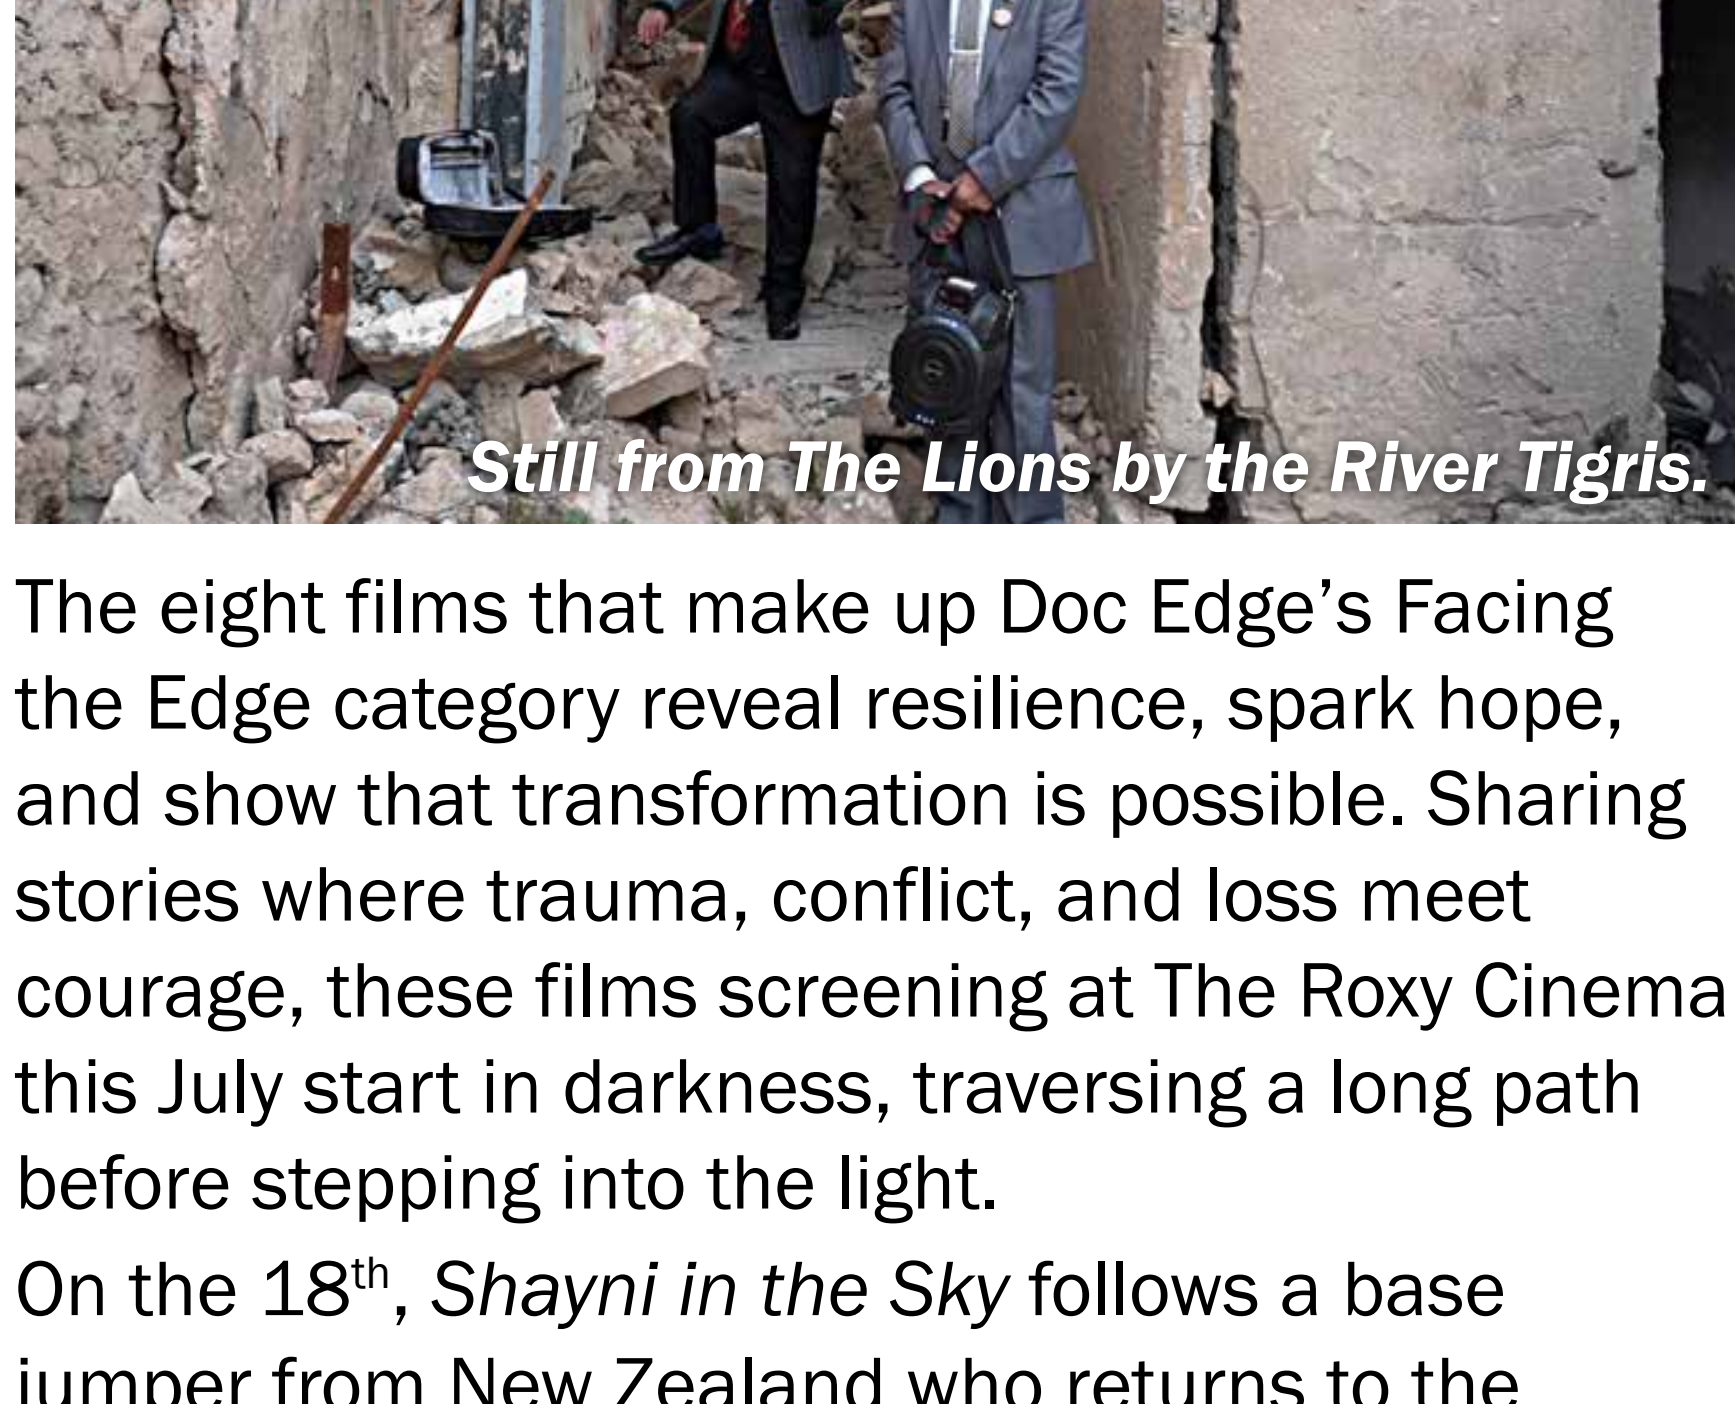 Still from The Lions by the River Tigris.
The eight films that make up Doc Edge’s Facing
the Edge category reveal resilience, spark hope,
and show that transformation is possible. Sharing
stories where trauma, conflict, and loss meet
courage, these films screening at The Roxy Cinema
this July start in darkness, traversing a long path
before stepping into the light.
On the 18th, Shayni in the Sky follows a base
jumper from New Zealand who returns to the